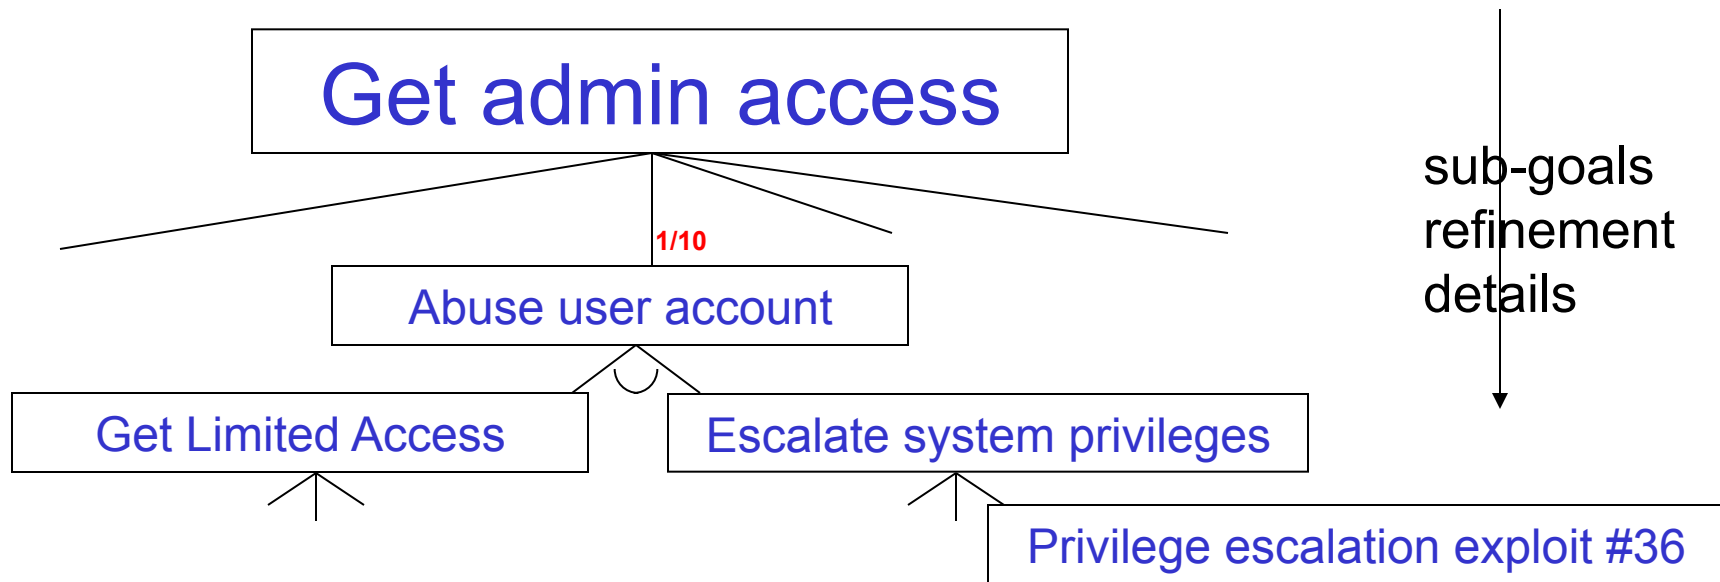 Get admin access
sub-goals
refinement
details
1/10
Abuse user account
Get Limited Access
Escalate system privileges
Privilege escalation exploit #36